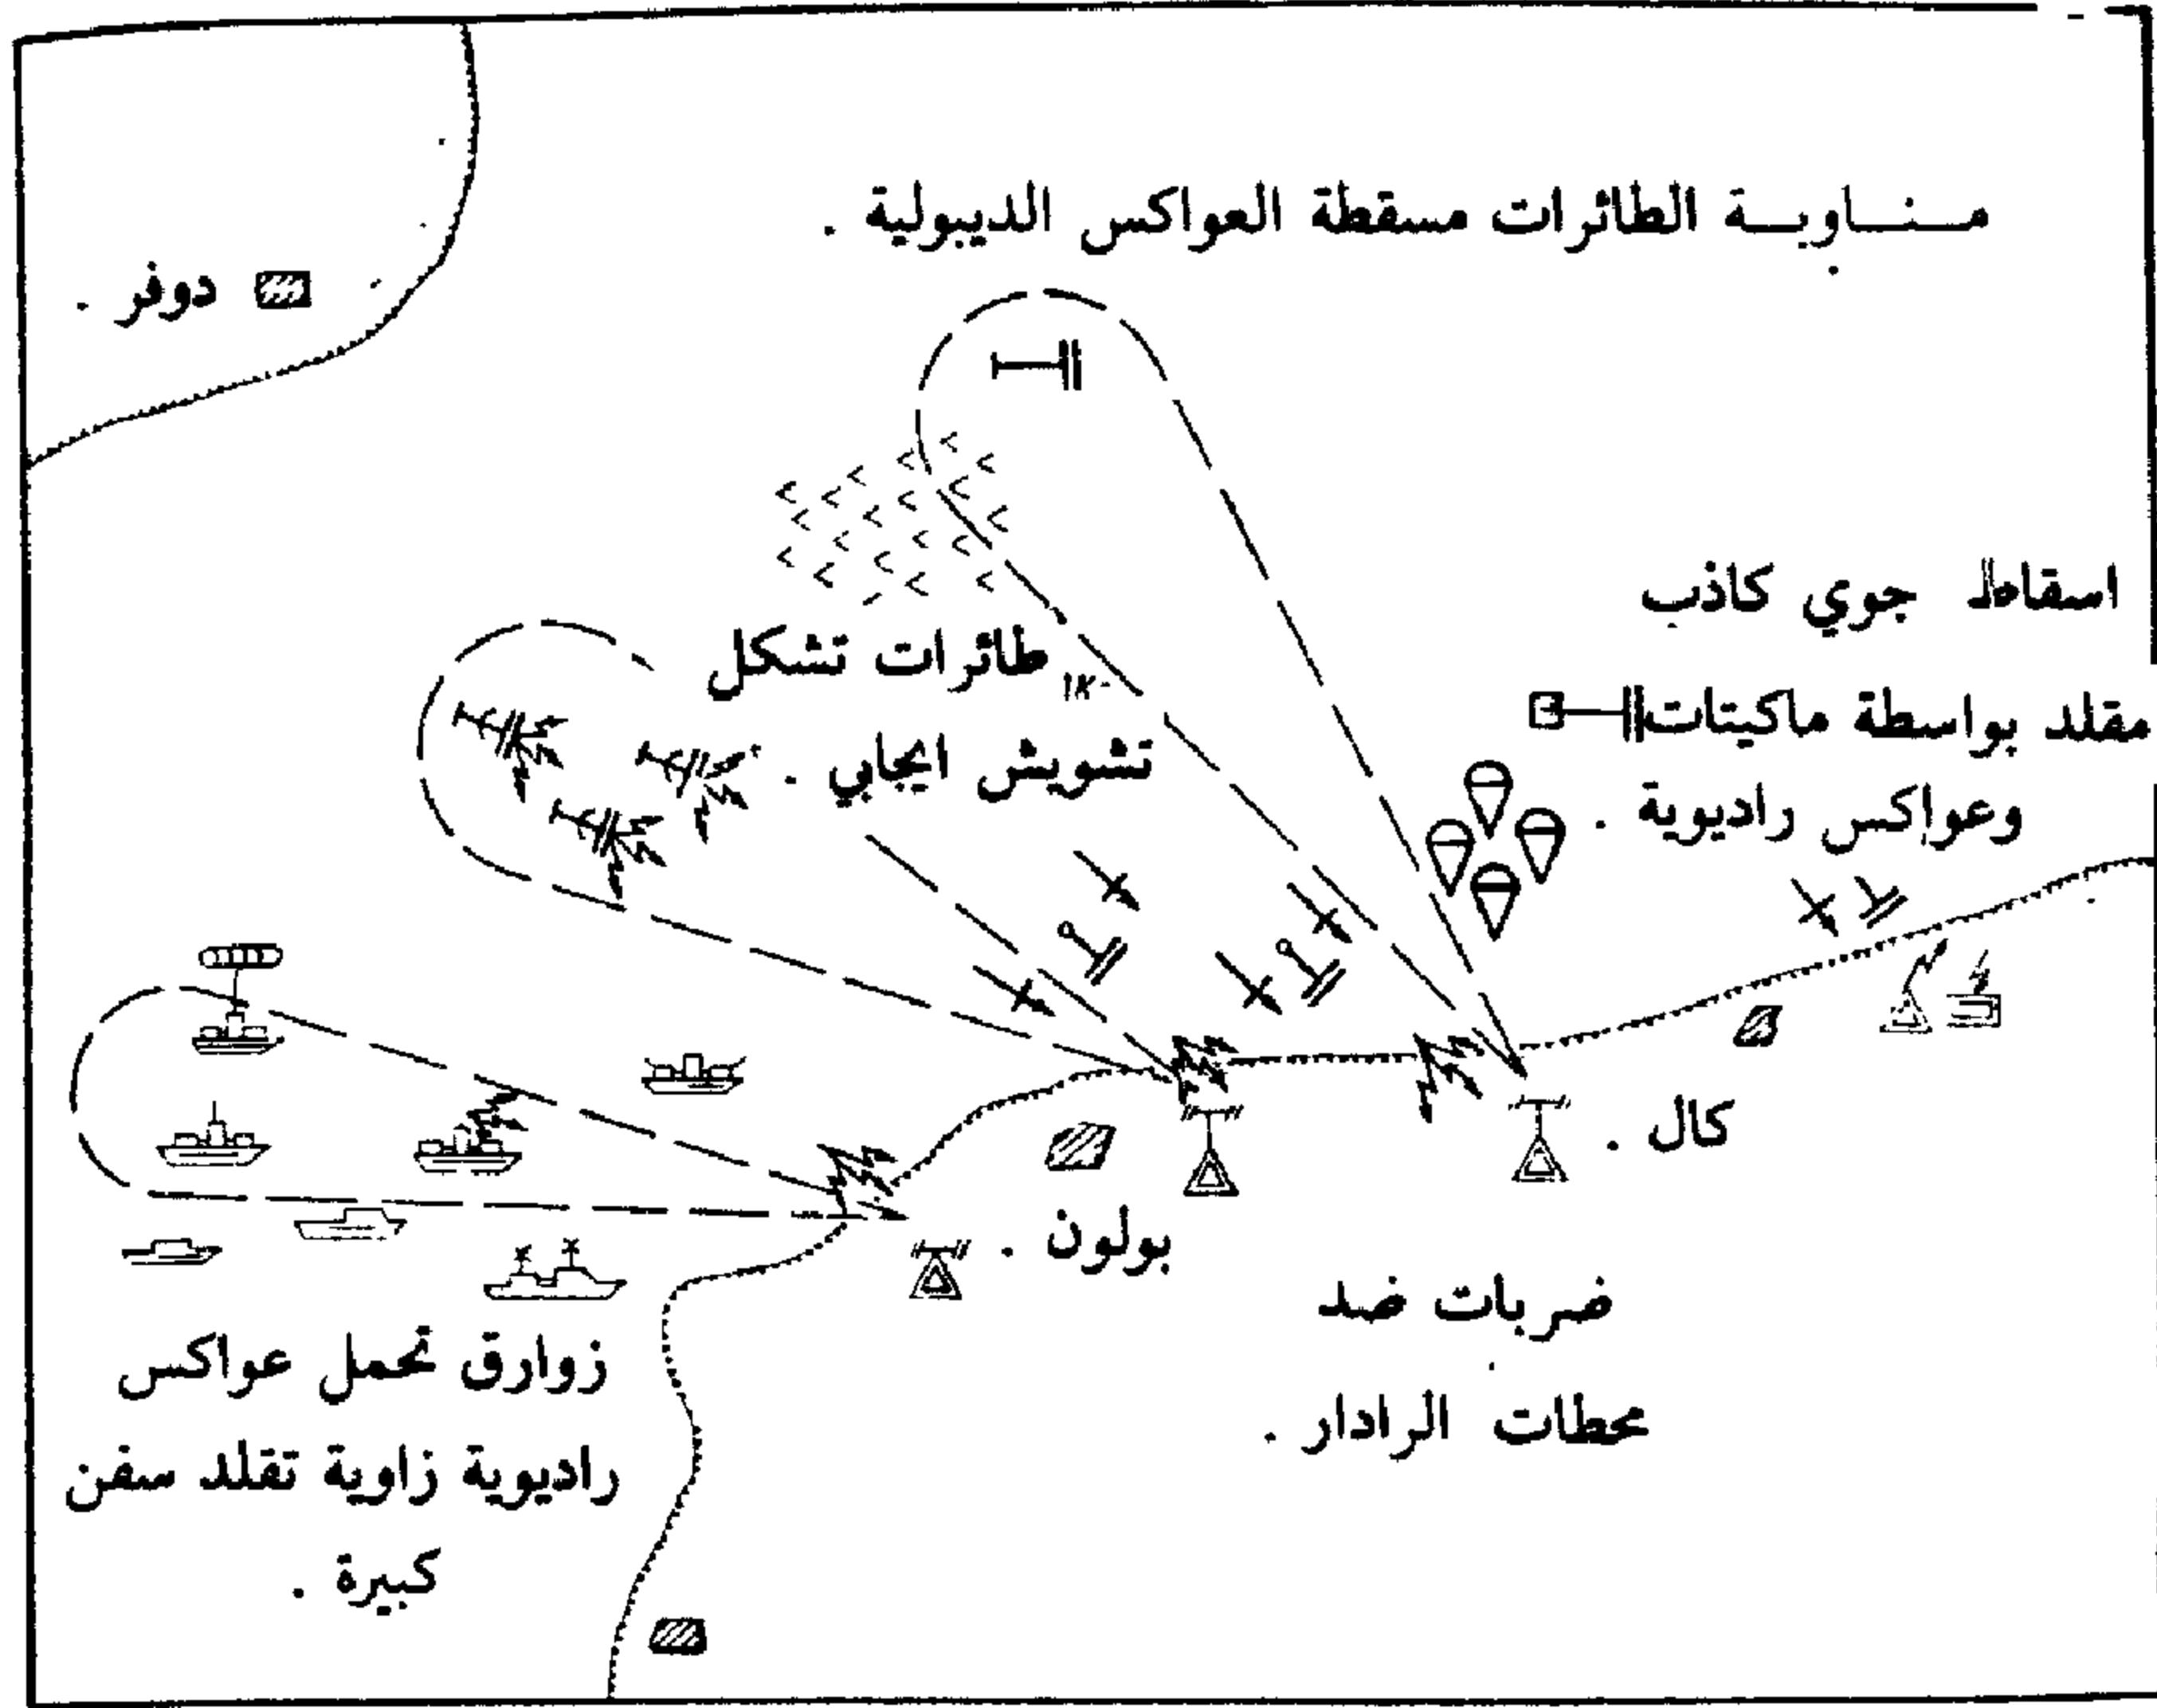 منــاوبــة الطائرات مسقطة العواكس الديبولية .
دوفر .
اسقاط جوي كاذب
مقلد بواسطة ماكيتات
وعواكس راديوية .
طائرات تشكل
تشويش ايجابي .
كال .
بولون .
ضربات ضد
محطات الرادار .
زوارق تحمل عواكس
راديوية زاوية تقلد سفن
كبيرة .